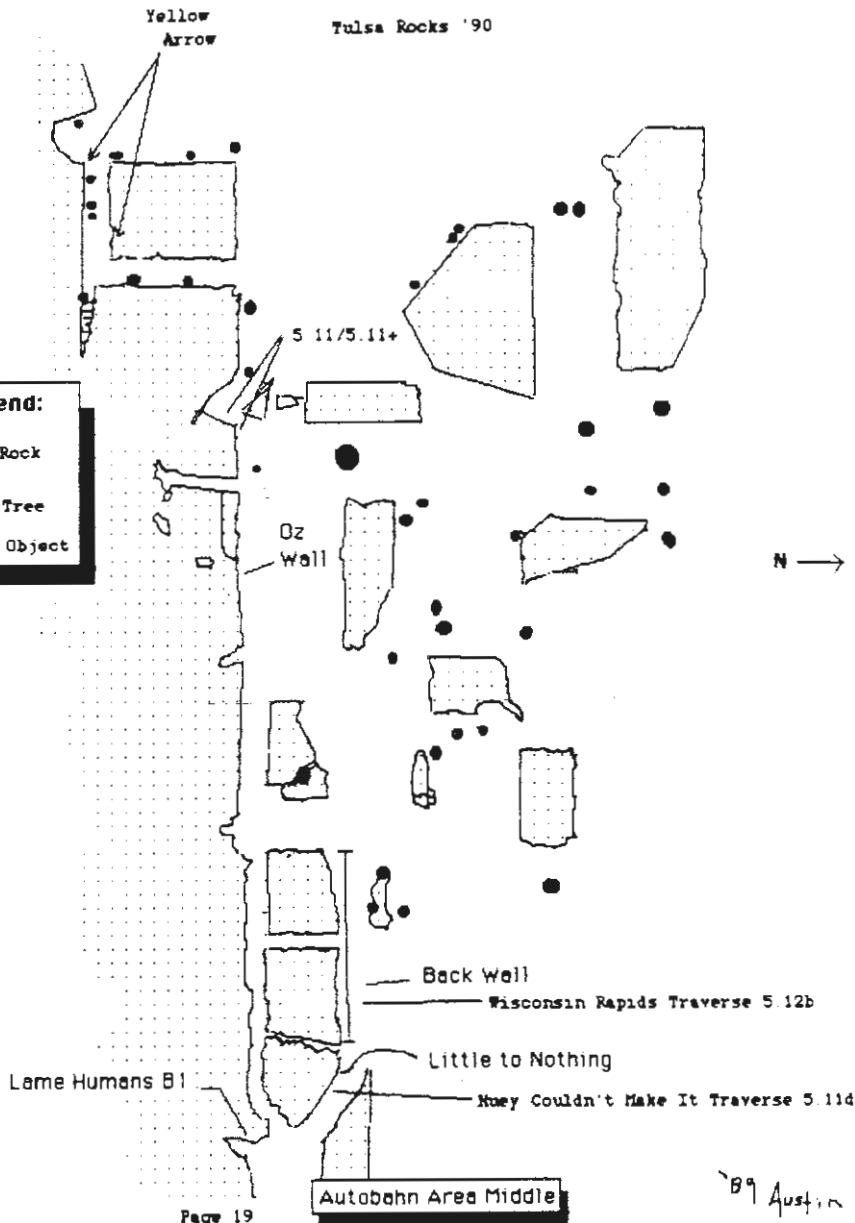 Yellow
Arrow
Tulsa Rocks '90
5 11/5.11+
end:
Rock
Tree
Object
Oz
Wall
N
Back Wall
Wisconsin Rapids Traverse 5.12b
Little to Nothing
Lame Humans B1
Huey Couldn't Make It Traverse 5.11d
Autobahn Area Middle
'89 Austin
Page 19